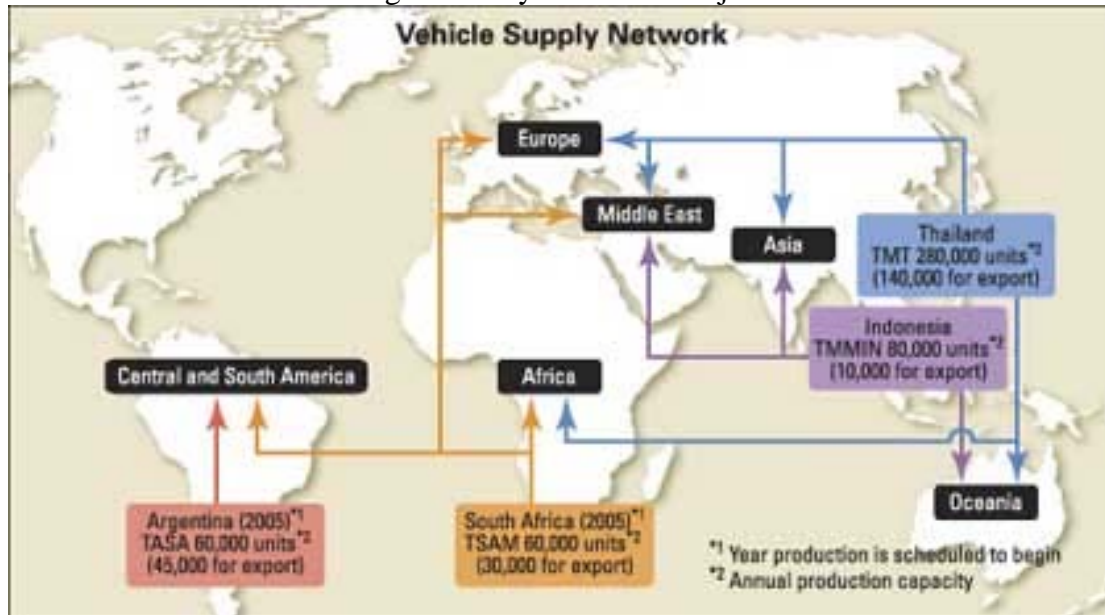 Vehicle Supply Network
Europe
Middle East
Asia
Thailand
TMT 280,000 units*²
(140,000 for export)
Indonesia
TMMIN 80,000 units*²
(10,000 for export)
Central and South America
Africa
Oceania
Argentina (2005)*¹
TASA 60,000 units*²
(45,000 for export)
South Africa (2005)*¹
TSAM 60,000 units*²
(30,000 for export)
*¹ Year production is scheduled to begin
*² Annual production capacity